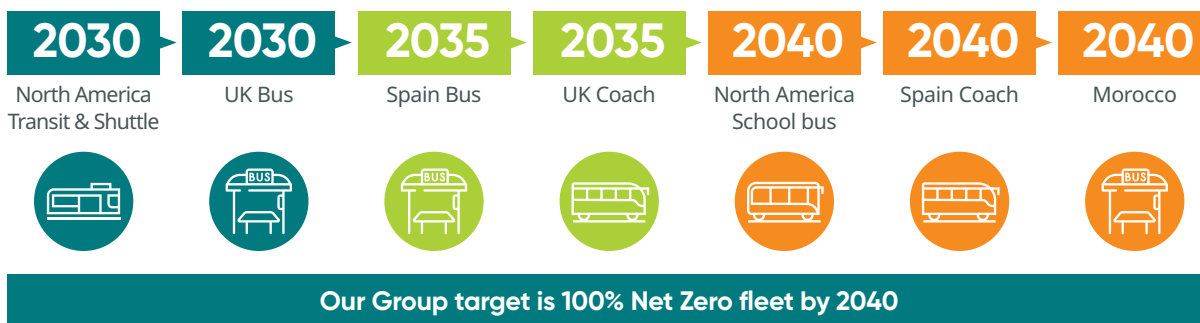 2030 2030 2035 2035 2040 2040 2040
North America Transit & Shuttle
UK Bus
Spain Bus
UK Coach
North America School bus
Spain Coach
Morocco
BUS
BUS
BUS
Our Group target is 100% Net Zero fleet by 2040